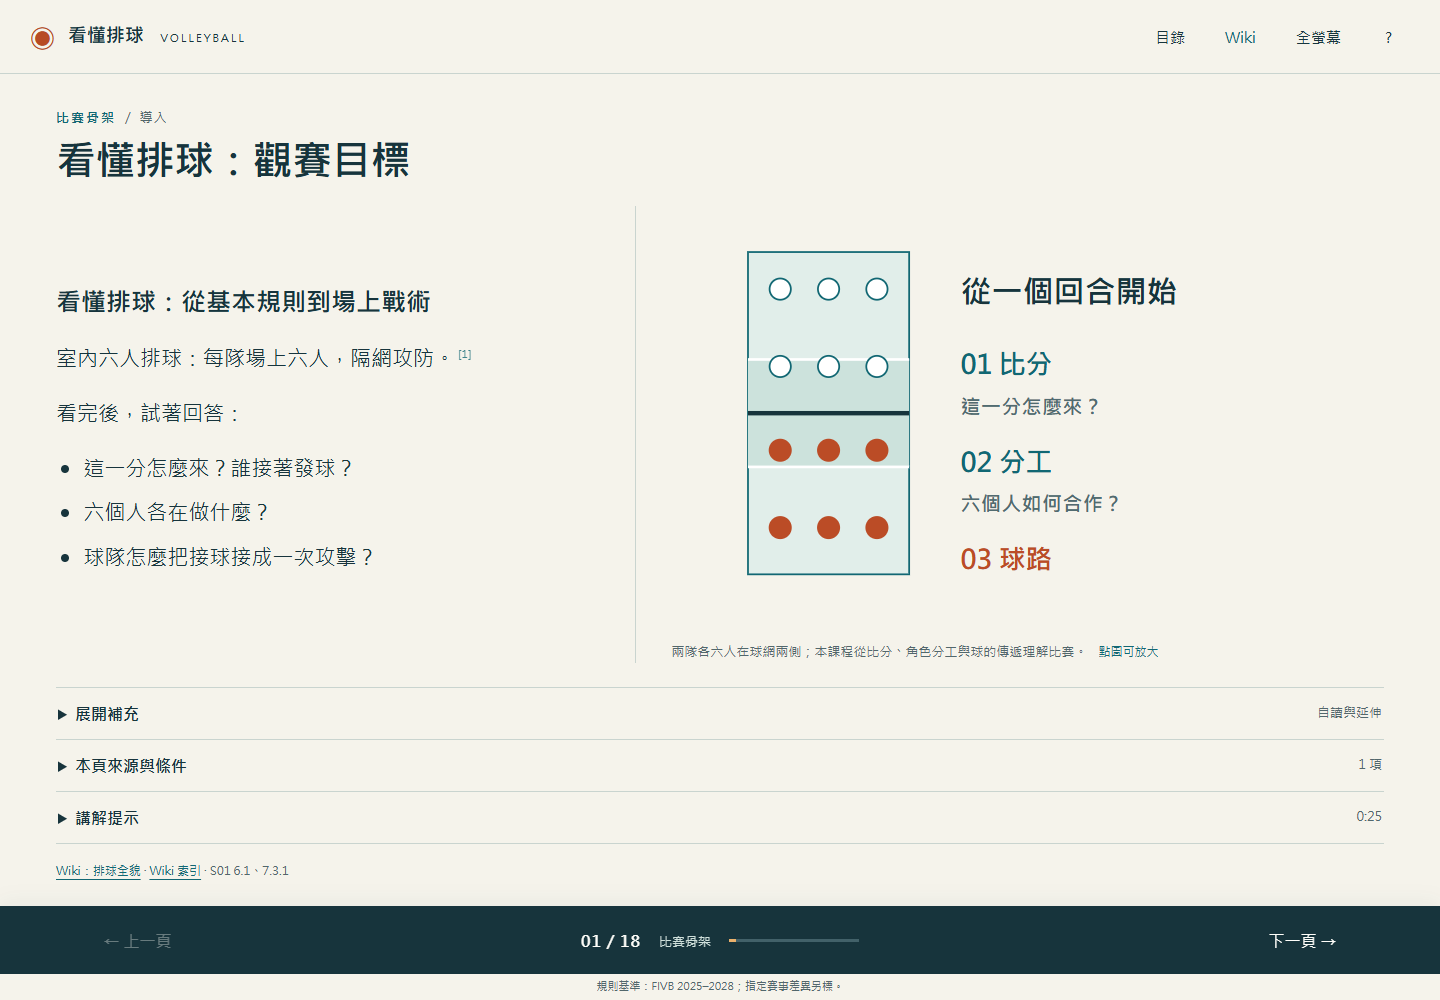 看懂排球 VOLLEYBALL
目錄 Wiki 全螢幕 ?
比賽骨架 / 導入
看懂排球：觀賽目標
看懂排球：從基本規則到場上戰術
室內六人排球：每隊場上六人，隔網攻防。 [1]
看完後，試著回答：
• 這一分怎麼來？誰接著發球？
• 六個人各在做什麼？
• 球隊怎麼把接球接成一次攻擊？
從一個回合開始
01 比分
這一分怎麼來？
02 分工
六個人如何合作？
03 球路
兩隊各六人在球網兩側；本課程從比分、角色分工與球的傳遞理解比賽。 點圖可放大
▶ 展開補充 自讀與延伸
▶ 本頁來源與條件 1 項
▶ 講解提示 0:25
Wiki：排球全貌 · Wiki 索引 · S01 6.1、7.3.1
← 上一頁 01 / 18 比賽骨架 下一頁 →
規則基準：FIVB 2025–2028；指定賽事差異另標。